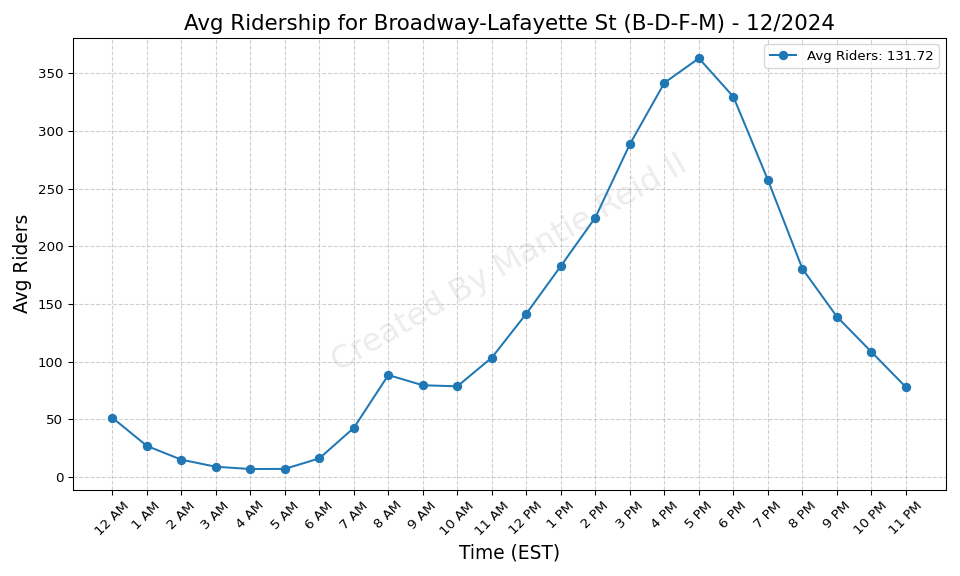 Avg Ridership for Broadway-Lafayette St (B-D-F-M) - 12/2024
Avg Riders: 131.72
Avg Riders
350
300
250
200
150
100
50
0
Created By Mantie Reid II
12 AM
1 AM
2 AM
3 AM
4 AM
5 AM
6 AM
7 AM
8 AM
9 AM
10 AM
11 AM
12 PM
1 PM
2 PM
3 PM
4 PM
5 PM
6 PM
7 PM
8 PM
9 PM
10 PM
11 PM
Time (EST)